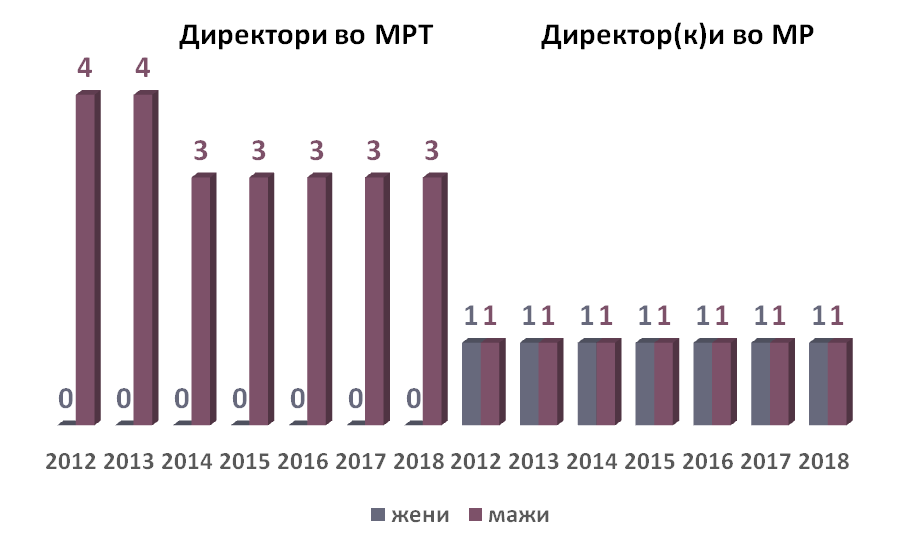 Директори во МРТ Директор(к)и во МР
4 4 3 3 3 3 3
1 1 1 1 1 1 1 1 1 1 1 1 1 1
0 0 0 0 0 0 0
2012 2013 2014 2015 2016 2017 2018 2012 2013 2014 2015 2016 2017 2018
жени мажи